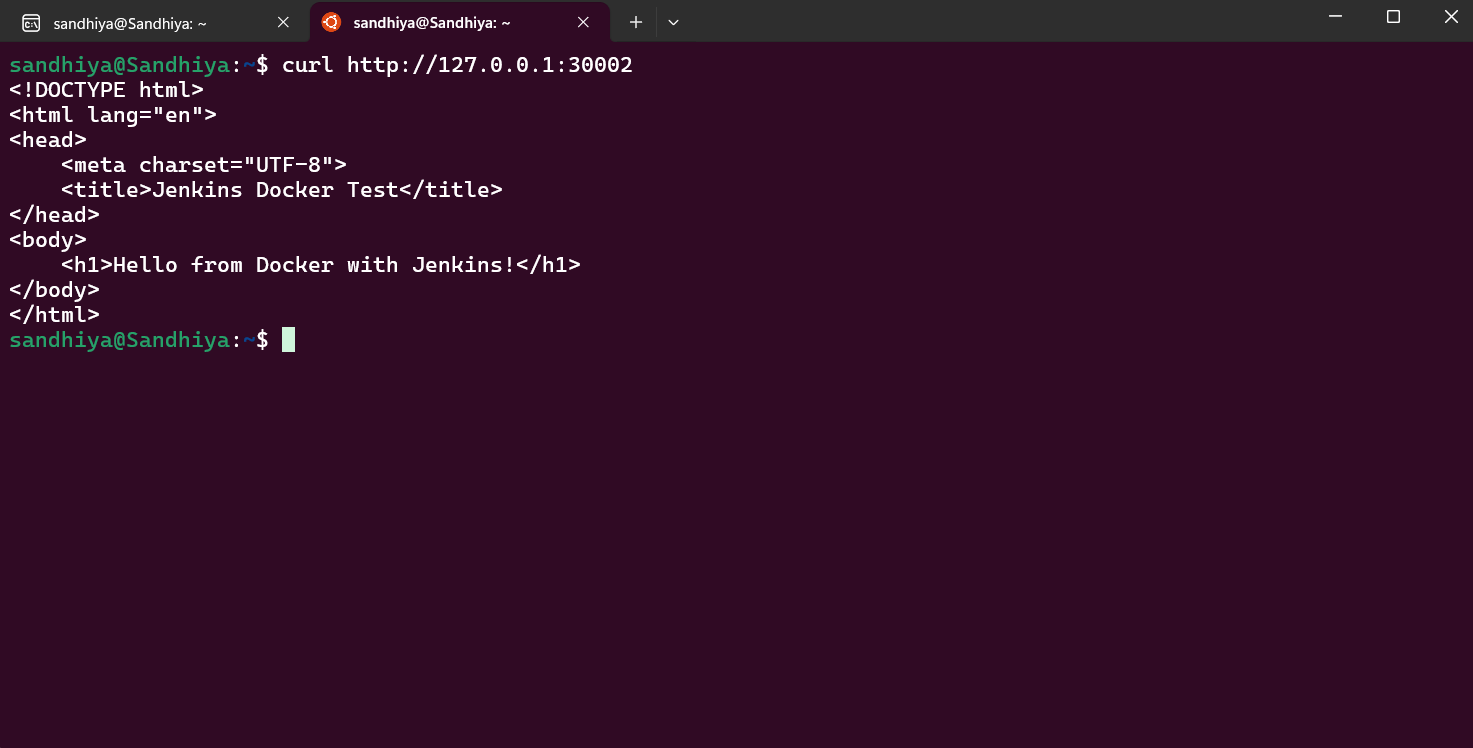 sandhiya@Sandhiya: ~
sandhiya@Sandhiya: ~
sandhiya@Sandhiya:~$ curl http://127.0.0.1:30002
<!DOCTYPE html>
<html lang="en">
<head>
    <meta charset="UTF-8">
    <title>Jenkins Docker Test</title>
</head>
<body>
    <h1>Hello from Docker with Jenkins!</h1>
</body>
</html>
sandhiya@Sandhiya:~$